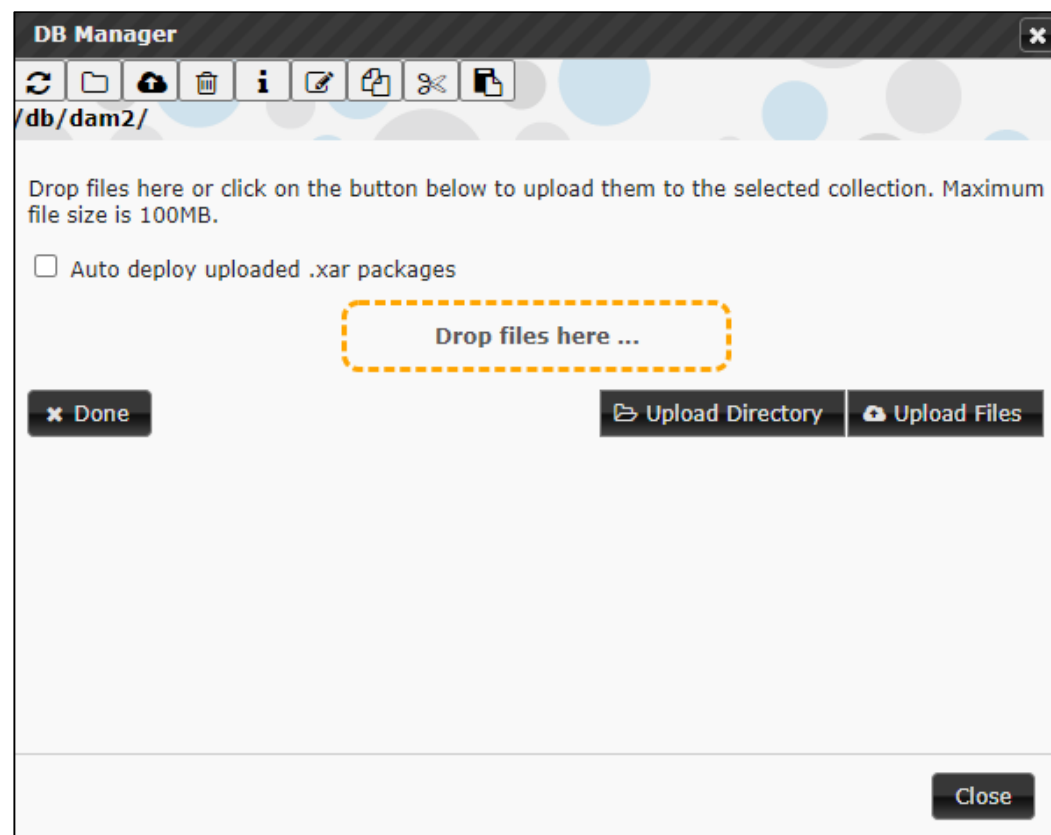 DB Manager
/db/dam2/
Drop files here or click on the button below to upload them to the selected collection. Maximum
file size is 100MB.
Auto deploy uploaded .xar packages
Drop files here ...
Done
Upload Directory
Upload Files
Close